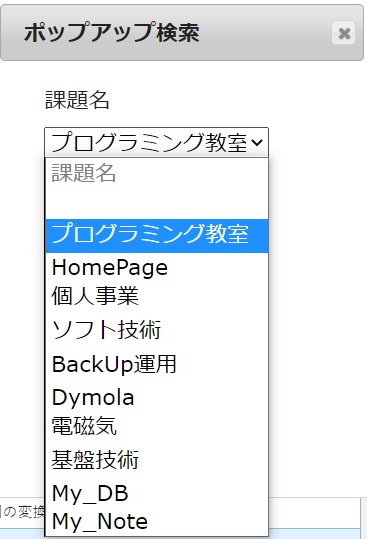 ポップアップ検索
課題名
プログラミング教室
課題名
プログラミング教室
HomePage
個人事業
ソフト技術
BackUp運用
Dymola
電磁気
基盤技術
My_DB
の変換
My_Note